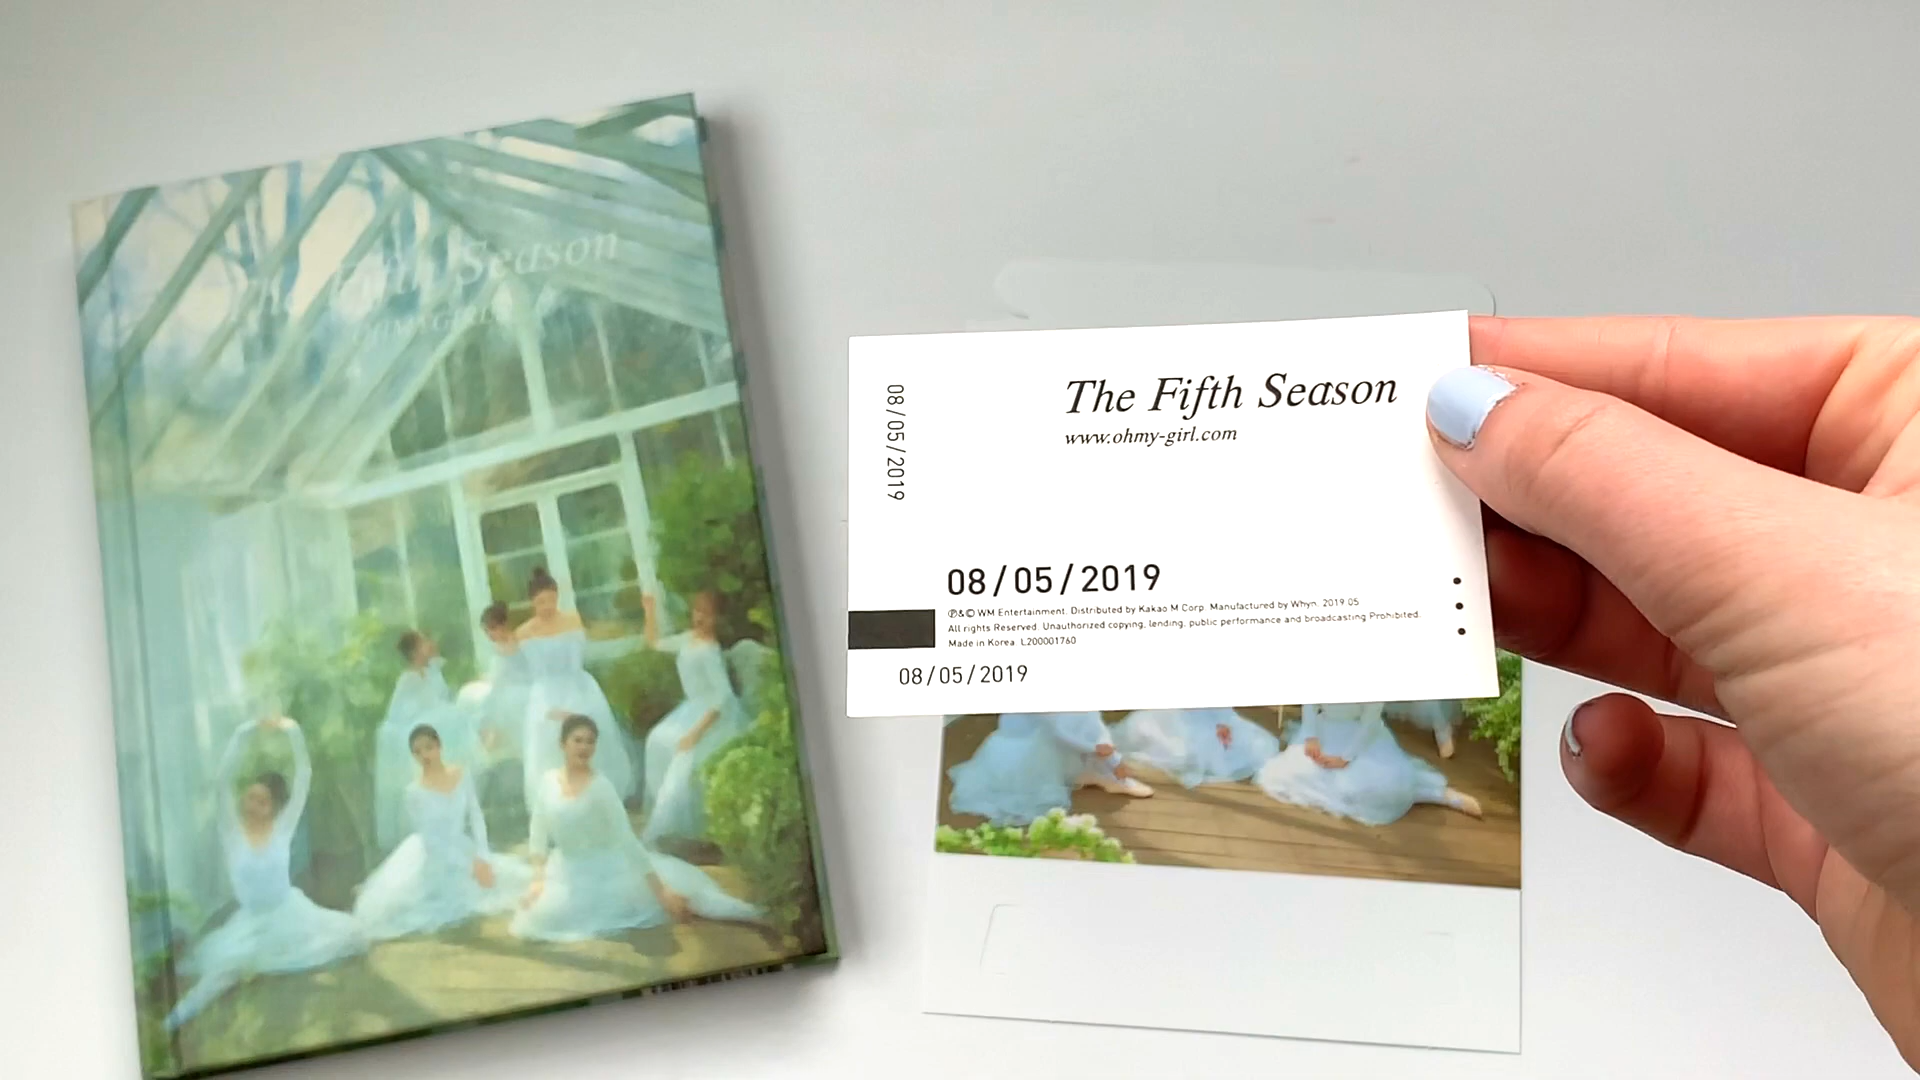 The Fifth Season
OHMYGIRL
08/05/2019
The Fifth Season
www.ohmy-girl.com
08/05/2019
℗&© WM Entertainment. Distributed by Kakao M Corp. Manufactured by Whyn. 2019.05
All rights Reserved. Unauthorized copying, lending, public performance and broadcasting Prohibited.
Made in Korea. L200001760
08/05/2019